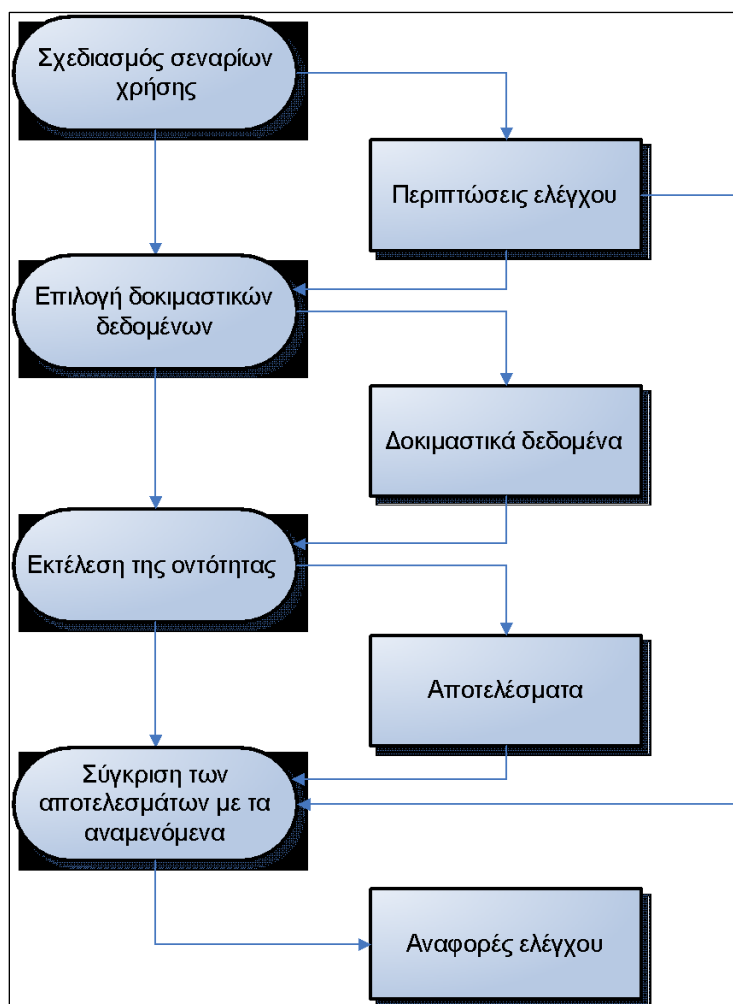 Σχεδιασμός σεναρίων
χρήσης
Περιπτώσεις ελέγχου
Επιλογή δοκιμαστικών
δεδομένων
Δοκιμαστικά δεδομένα
Εκτέλεση της οντότητας
Αποτελέσματα
Σύγκριση των
αποτελεσμάτων με τα
αναμενόμενα
Αναφορές ελέγχου